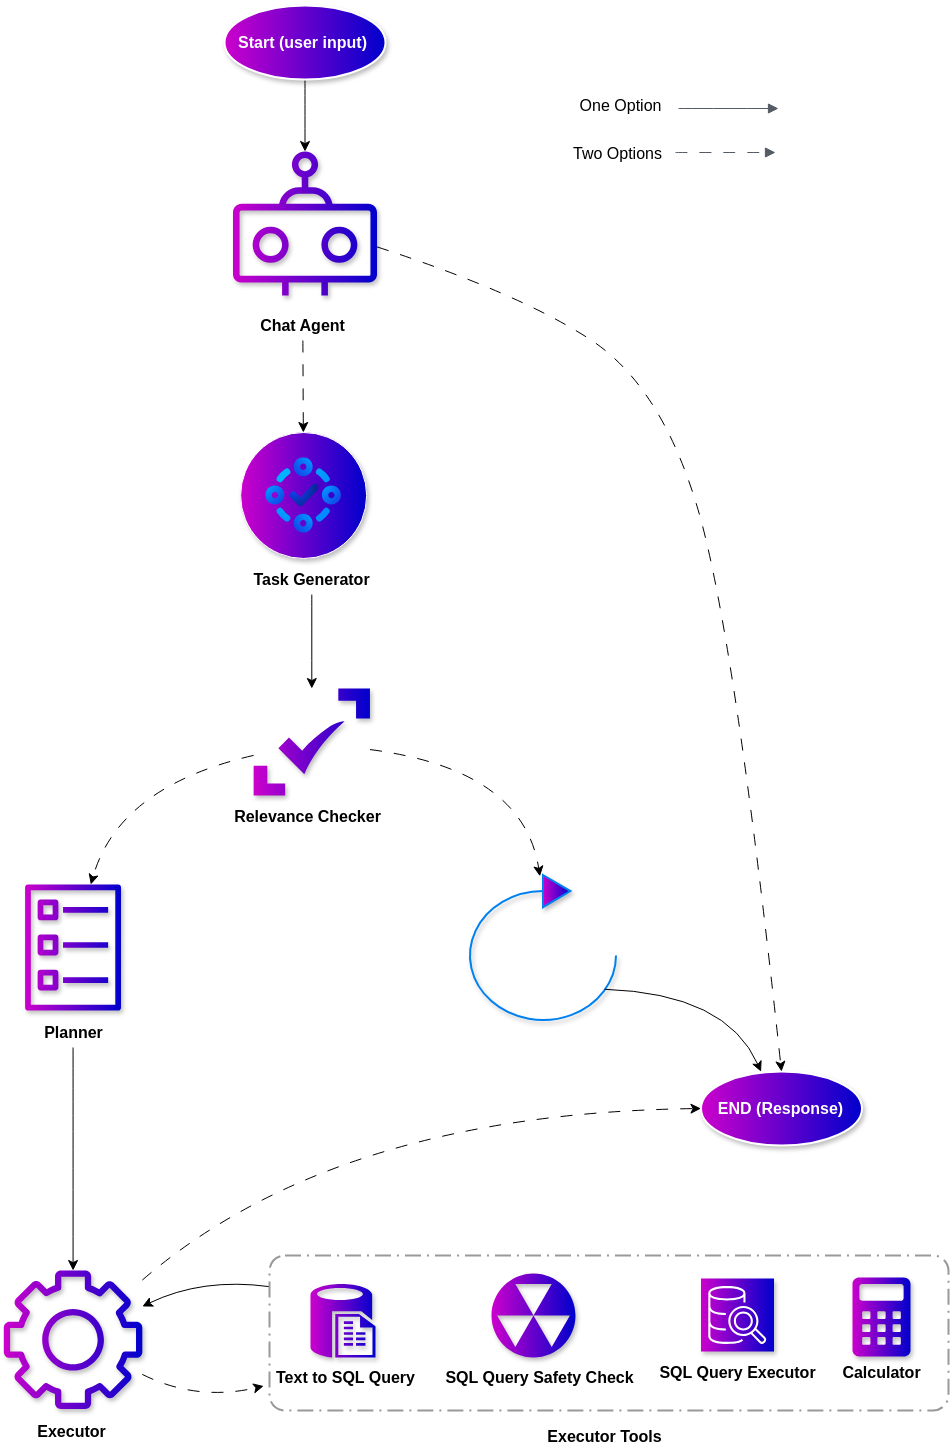 Start (user input)
One Option
Two Options
Chat Agent
Task Generator
Relevance Checker
Planner
END (Response)
Text to SQL Query
SQL Query Safety Check
SQL Query Executor
Calculator
Executor
Executor Tools